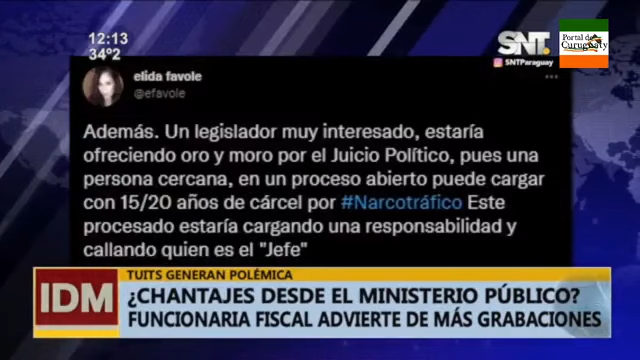 12:13
34º2
SNT.
SNTParaguay
Portal de
Curuguaty
elida favole
@efavole
Además. Un legislador muy interesado, estaría
ofreciendo oro y moro por el Juicio Político, pues una
persona cercana, en un proceso abierto puede cargar
con 15/20 años de cárcel por #Narcotráfico Este
procesado estaría cargando una responsabilidad y
callando quien es el "Jefe"
TUITS GENERAN POLÉMICA
IDM
¿CHANTAJES DESDE EL MINISTERIO PÚBLICO?
FUNCIONARIA FISCAL ADVIERTE DE MÁS GRABACIONES